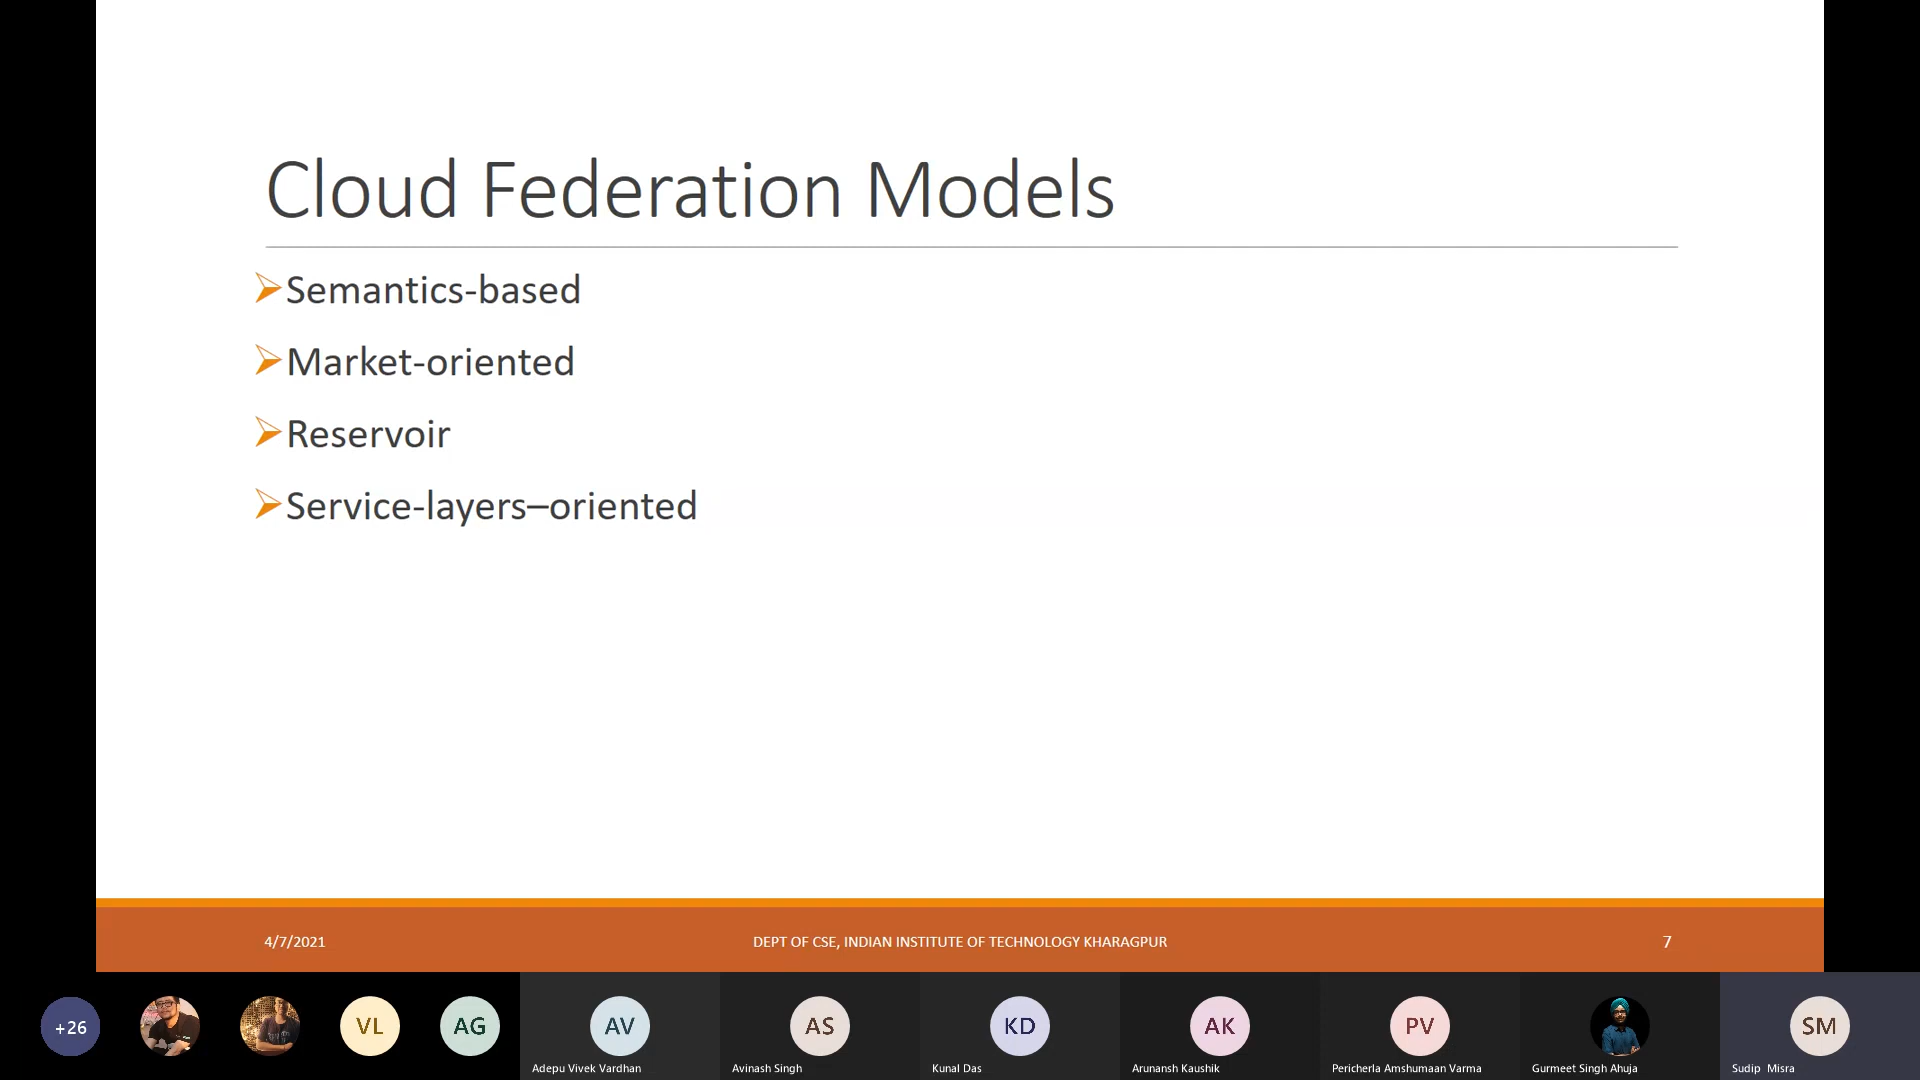 Cloud Federation Models
Semantics-based
Market-oriented
Reservoir
Service-layers–oriented
4/7/2021
DEPT OF CSE, INDIAN INSTITUTE OF TECHNOLOGY KHARAGPUR
7
+26
VL
AG
AV
AS
KD
AK
PV
SM
Adepu Vivek Vardhan
Avinash Singh
Kunal Das
Arunansh Kaushik
Pericherla Amshumaan Varma
Gurmeet Singh Ahuja
Sudip Misra